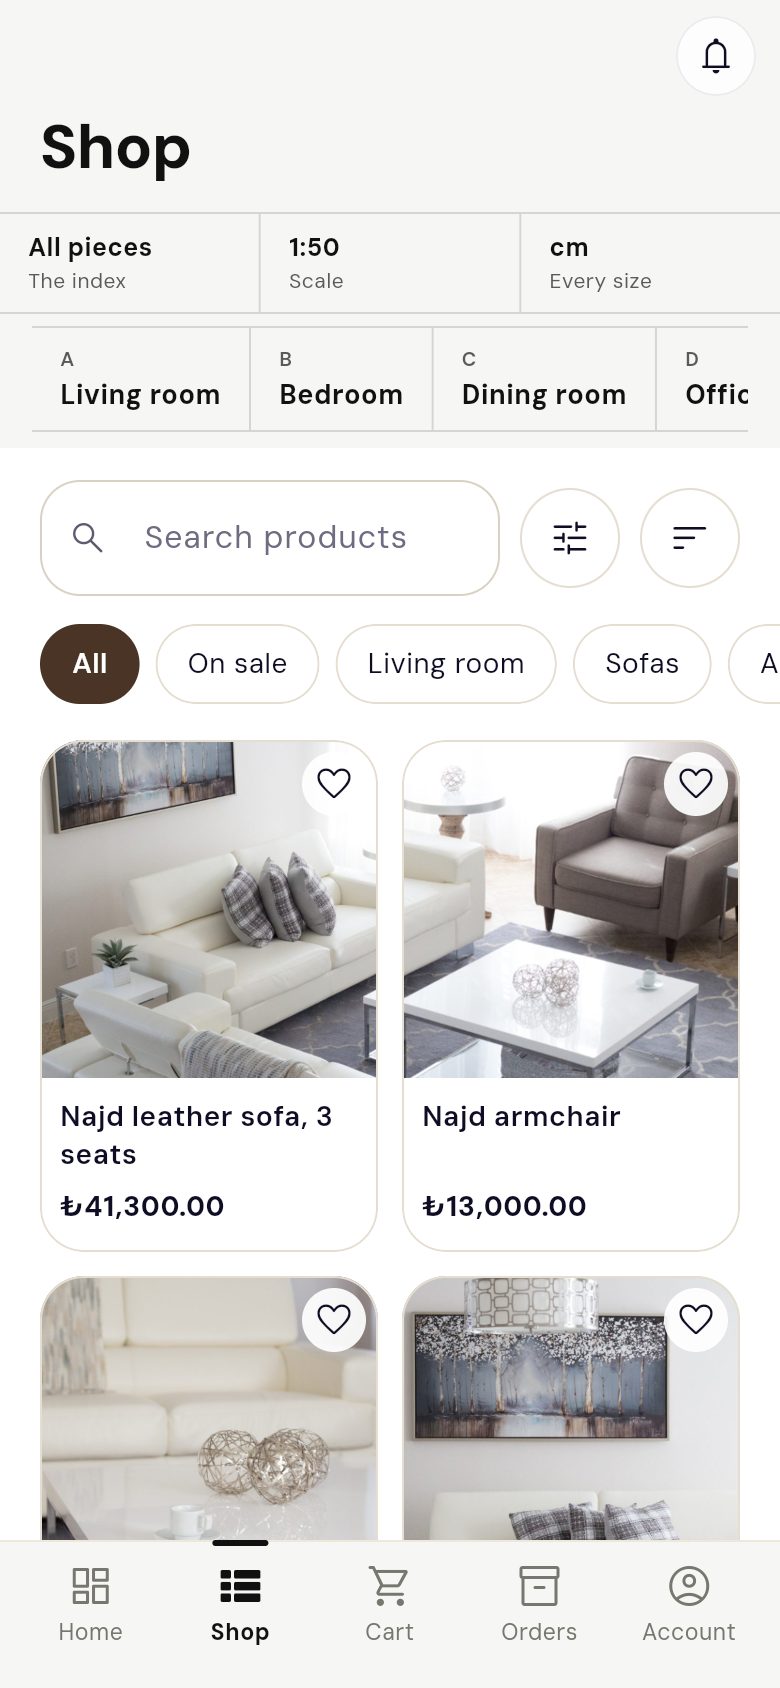 Shop
All pieces
The index
1:50
Scale
cm
Every size
A
Living room
B
Bedroom
C
Dining room
D
Search products
All
On sale
Living room
Sofas
A
Najd leather sofa, 3
seats
₺41,300.00
Najd armchair
₺13,000.00
Home
Shop
Cart
Orders
Account